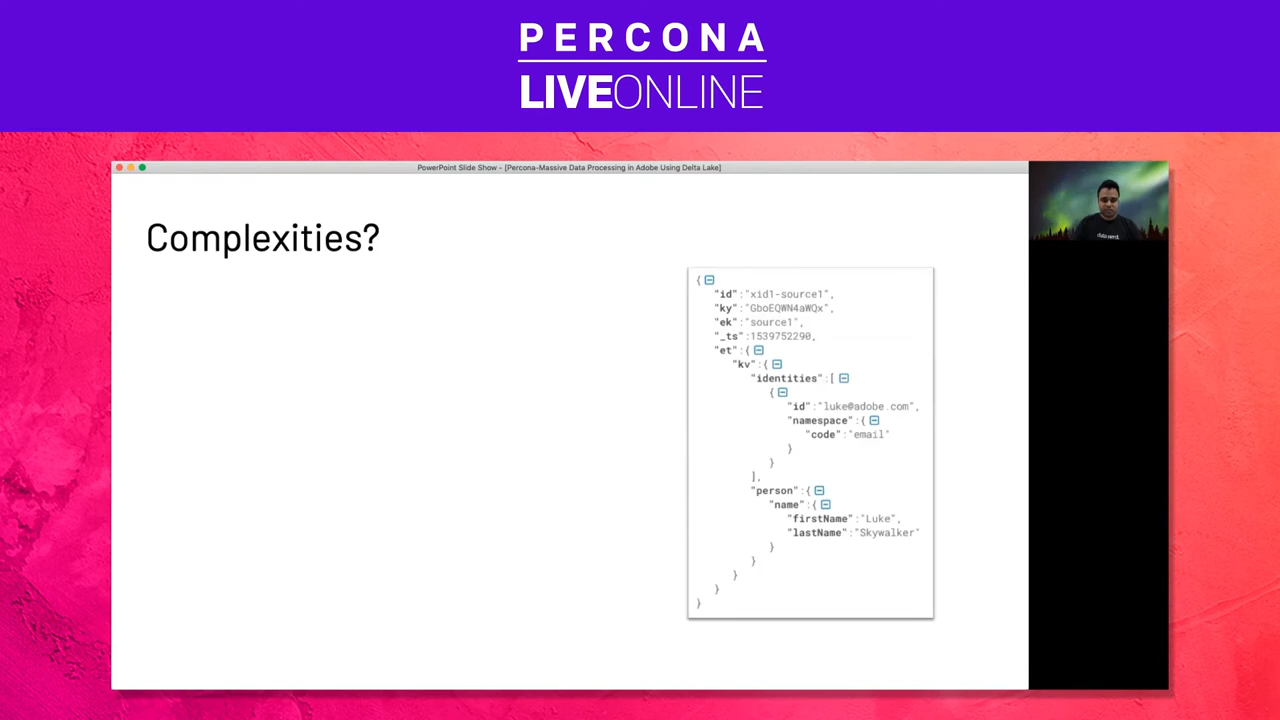 PERCONA
LIVEONLINE
PowerPoint Slide Show - [Percona-Massive Data Processing in Adobe Using Delta Lake]
Complexities?
{
"id":"xid1-source1",
"ky":"GboEQWN4aWQx",
"ek":"source1",
"_ts":1539752290,
"et":{
"kv":{
"identities":[
{
"id":"luke@adobe.com",
"namespace":{
"code":"email"
}
}
],
"person":{
"name":{
"firstName":"Luke",
"lastName":"Skywalker"
}
}
}
}
}
data nerd.